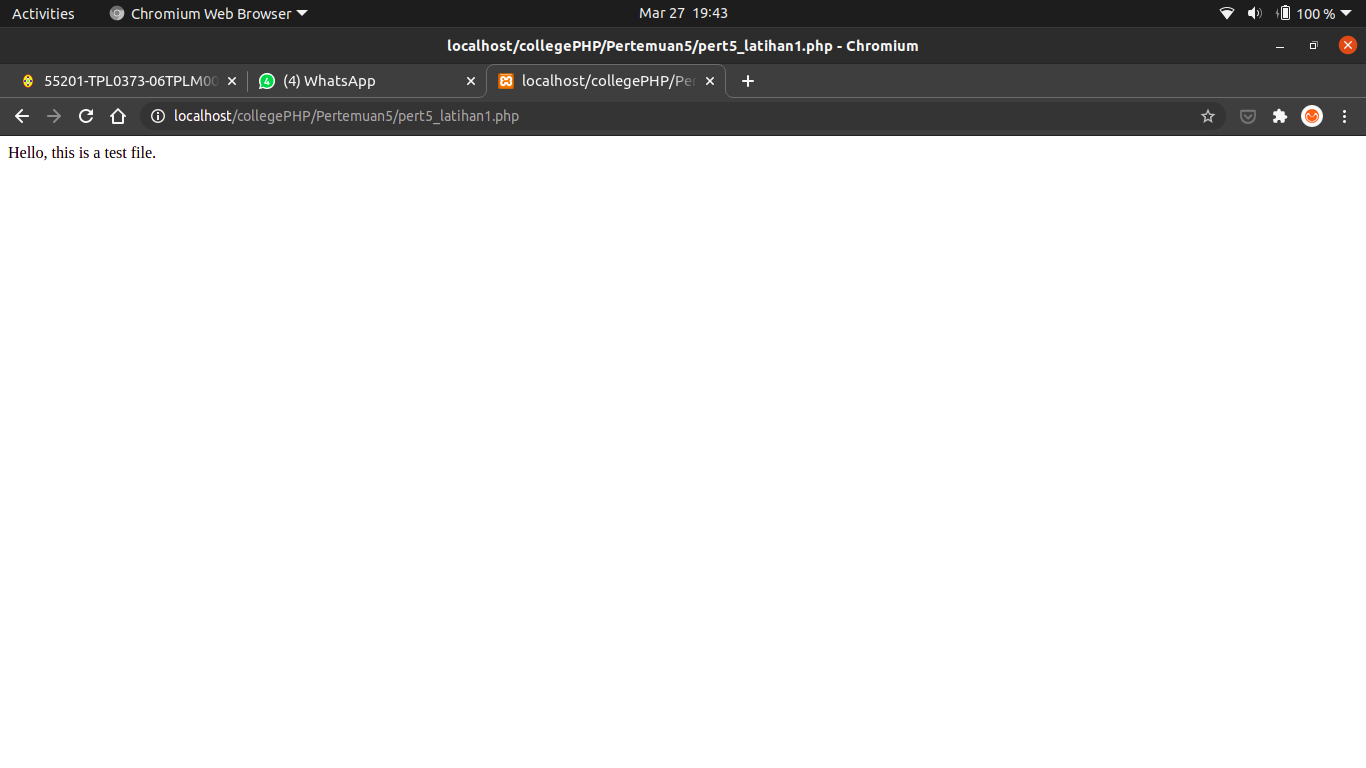 Activities Chromium Web Browser Mar 27 19:43 100 %
localhost/collegePHP/Pertemuan5/pert5_latihan1.php - Chromium
55201-TPL0373-06TPLM00 4 (4) WhatsApp localhost/collegePHP/Per
localhost/collegePHP/Pertemuan5/pert5_latihan1.php
Hello, this is a test file.